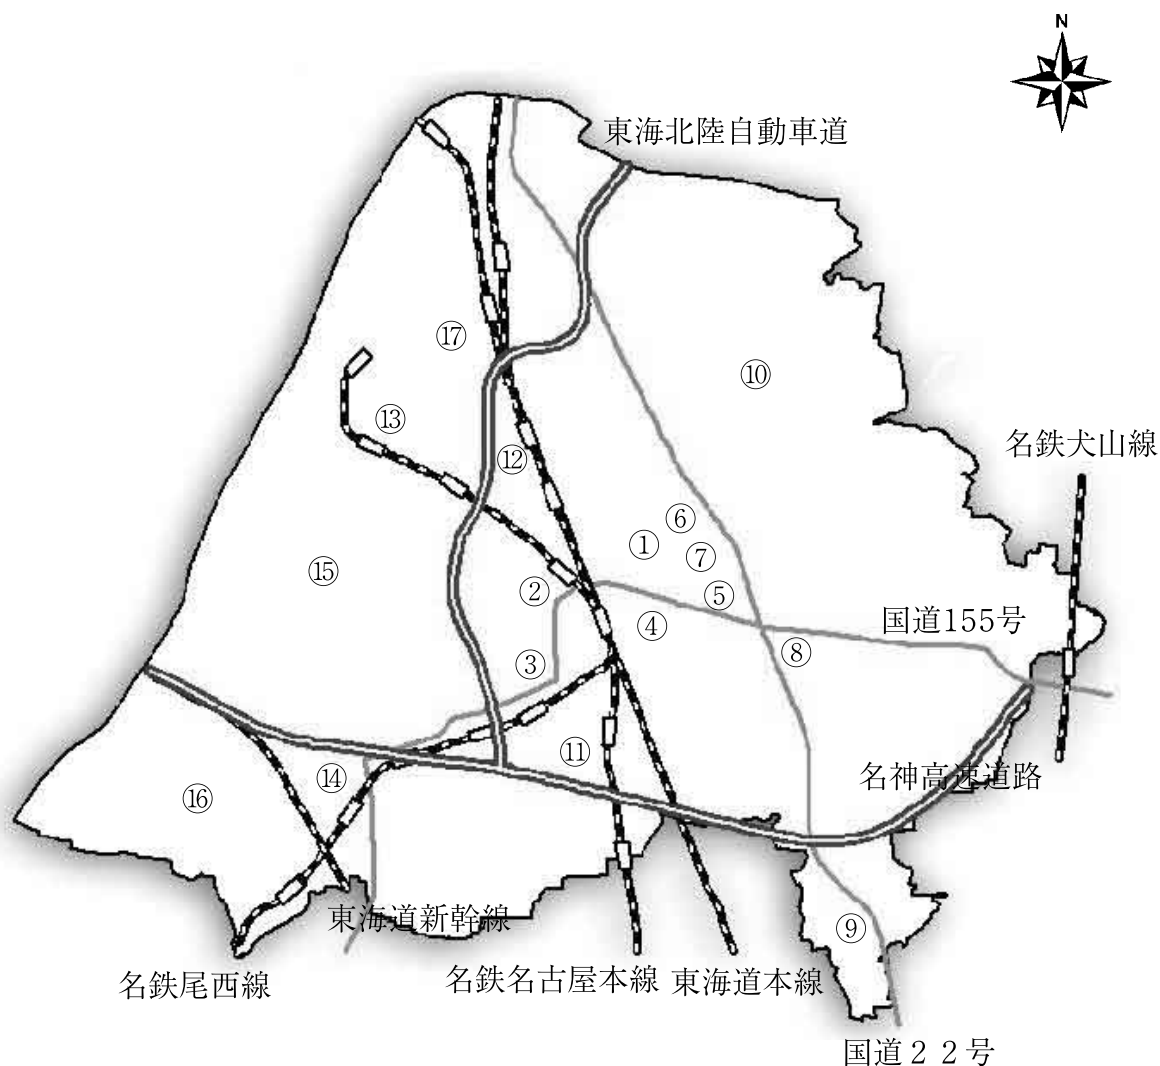 N
東海北陸自動車道
⑰
⑩
⑬
名鉄犬山線
⑫
⑥
①
⑦
⑮
②
⑤
国道155号
④
③
⑧
⑪
⑭
名神高速道路
⑯
東海道新幹線
⑨
名鉄尾西線
名鉄名古屋本線
東海道本線
国道22号